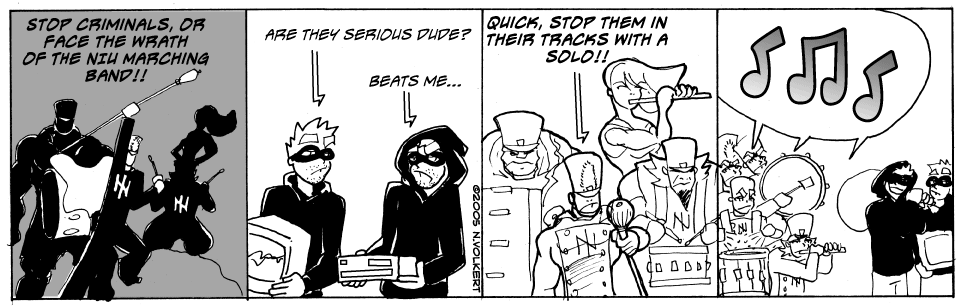 STOP CRIMINALS, OR
FACE THE WRATH
OF THE NIU MARCHING
BAND!!
ARE THEY SERIOUS DUDE?
BEATS ME...
©2005 N.VOLKERT
QUICK, STOP THEM IN
THEIR TRACKS WITH A
SOLO!!
N
N